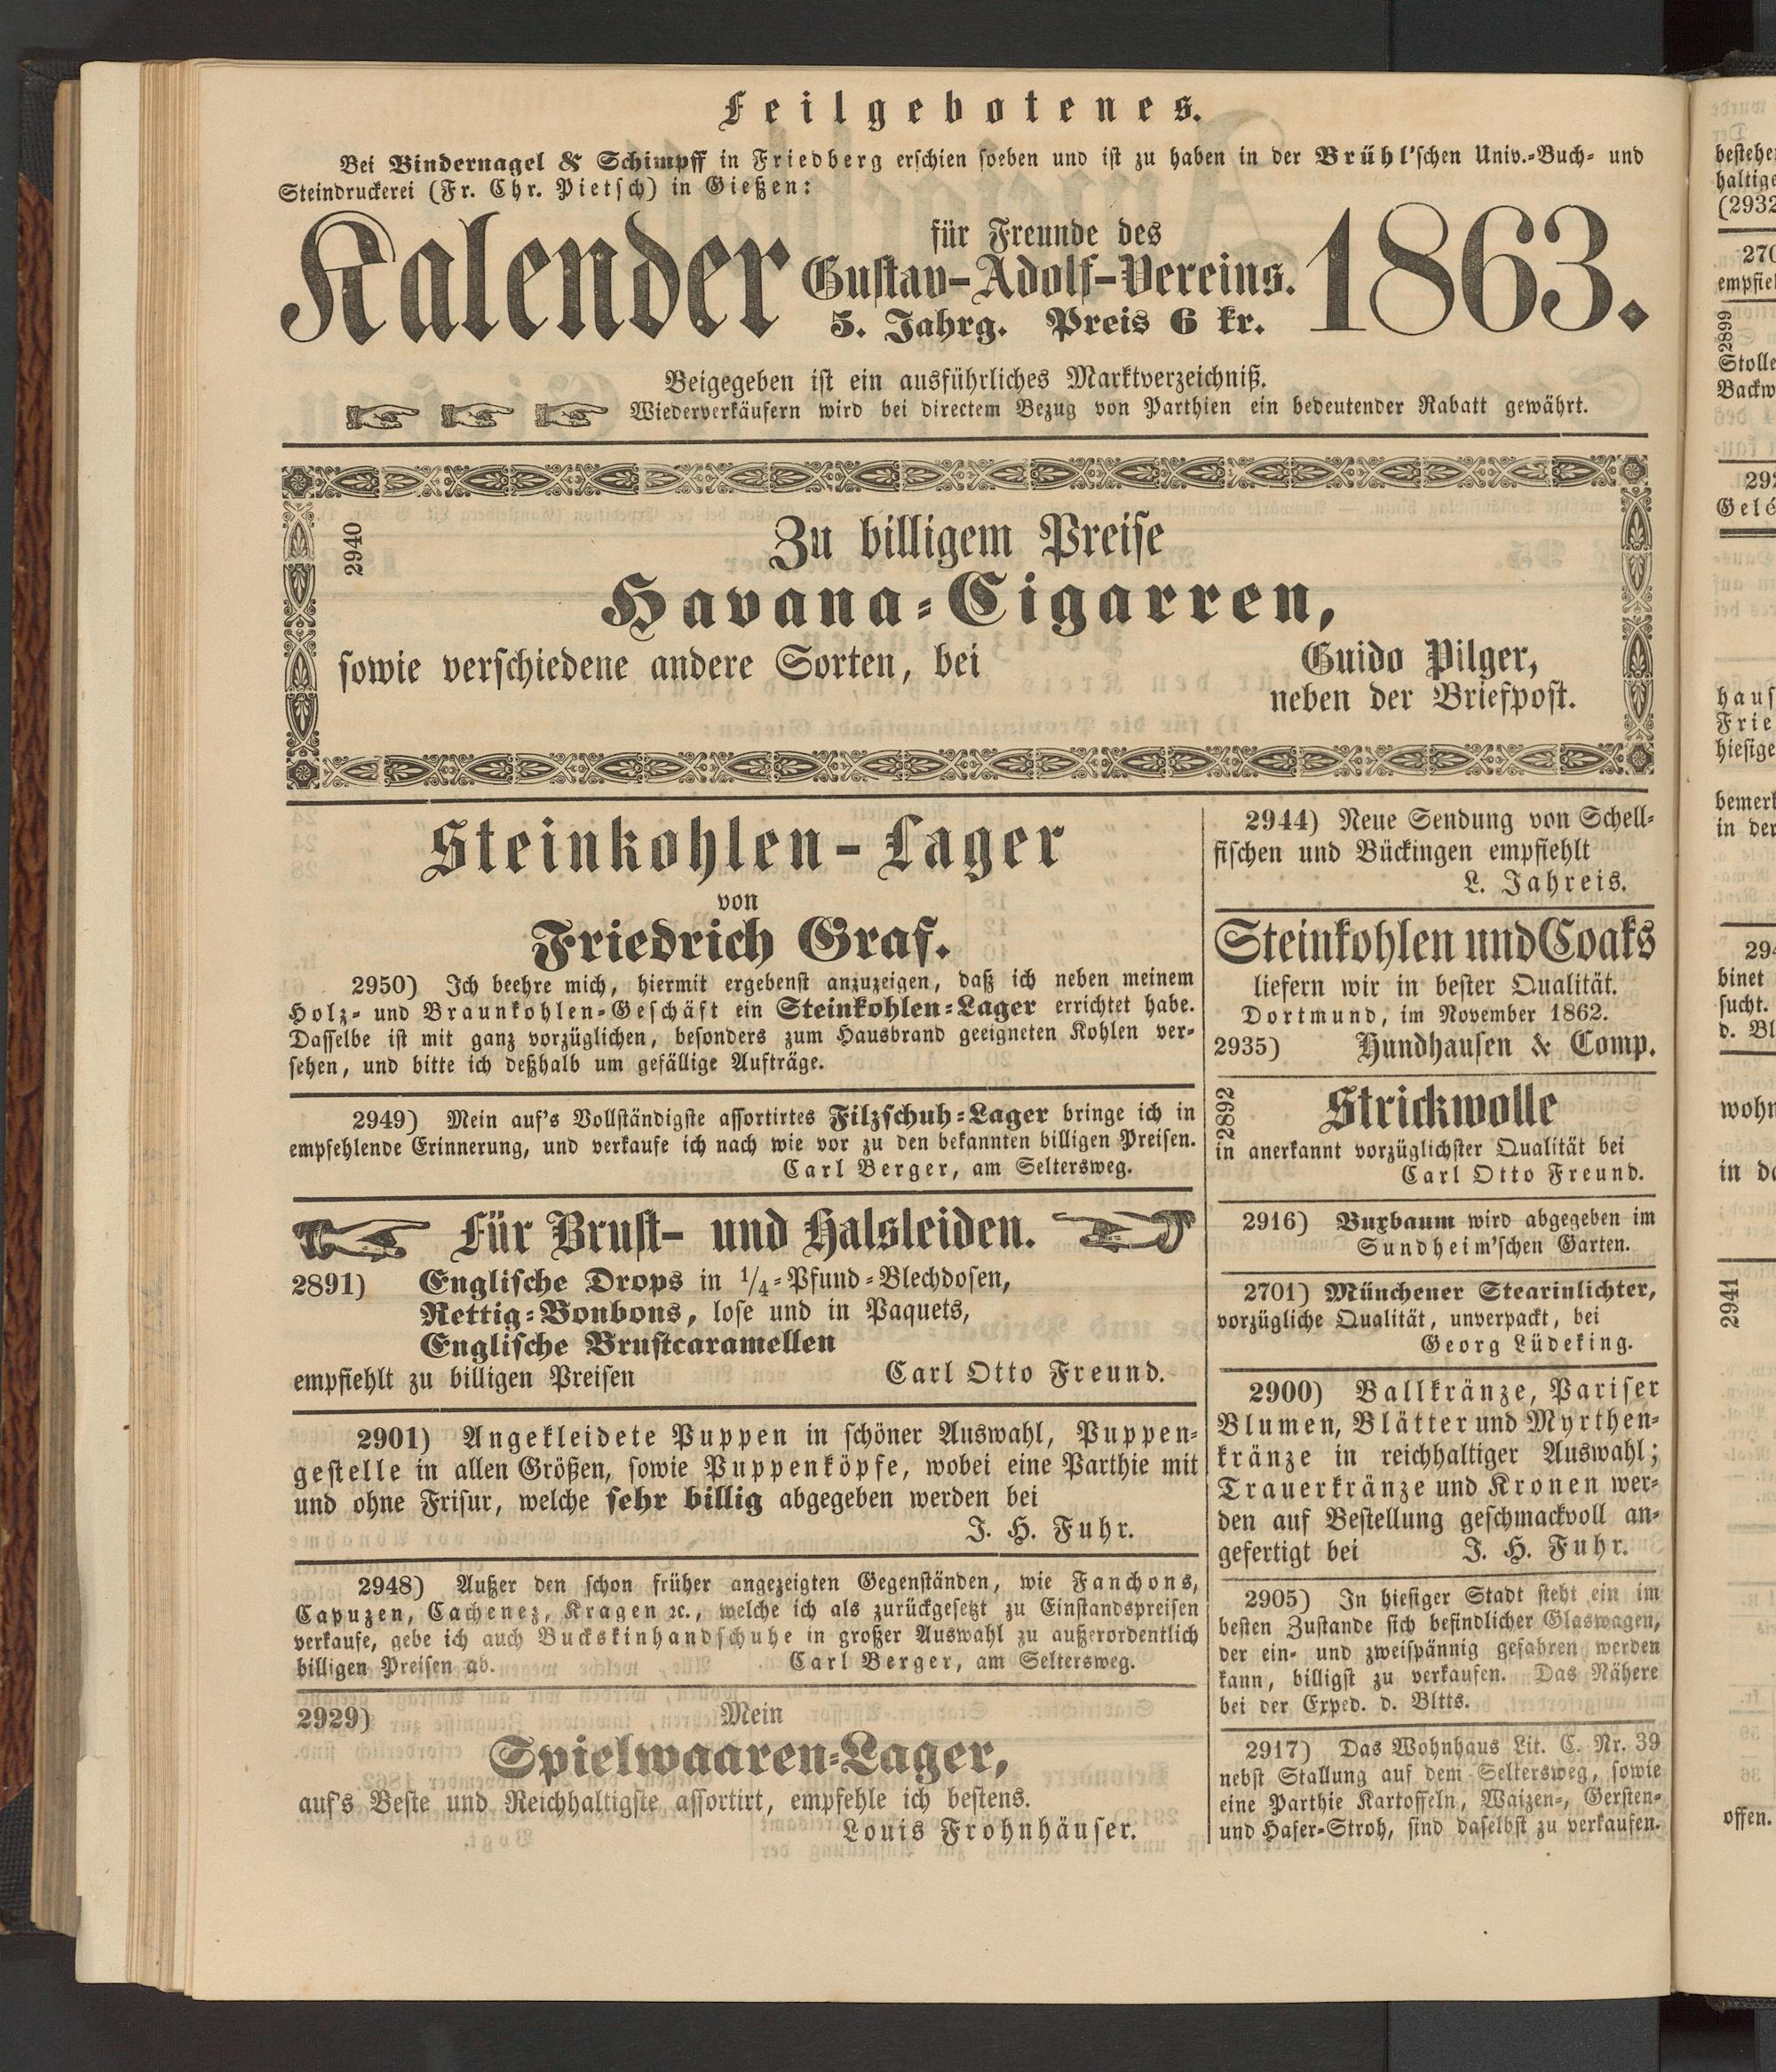 Feilgebotenes.
Bei Bindernagel & Schimpff in Friedberg erschien soeben und ist zu haben in der Brühl'schen Univ.-Buch- und
Steindruckerei (Fr. Chr. Pietsch) in Gießen:
Kalender für Freunde des
Gustav-Adolf-Vereins.
5. Jahrg. Preis 6 kr. 1863.
Beigegeben ist ein ausführliches Marktverzeichniß.
Wiederverkäufern wird bei directem Bezug von Parthien ein bedeutender Rabatt gewährt.
2940
Zu billigem Preise
Havana-Cigarren,
sowie verschiedene andere Sorten, bei Guido Pilger,
neben der Briefpost.
Steinkohlen-Lager
von
Friedrich Graf.
2950) Ich beehre mich, hiermit ergebenst anzuzeigen, daß ich neben meinem
Holz- und Braunkohlen-Geschäft ein Steinkohlen-Lager errichtet habe.
Dasselbe ist mit ganz vorzüglichen, besonders zum Hausbrand geeigneten Kohlen ver-
sehen, und bitte ich deßhalb um gefällige Aufträge.
2949) Mein auf's Vollständigste assortirtes Filzschuh-Lager bringe ich in
empfehlende Erinnerung, und verkaufe ich nach wie vor zu den bekannten billigen Preisen.
Carl Berger, am Seltersweg.
Für Brust- und Halsleiden.
2891) Englische Drops in 1/4-Pfund-Blechdosen,
Rettig-Bonbons, lose und in Paquets,
Englische Brustcaramellen
empfiehlt zu billigen Preisen Carl Otto Freund.
2901) Angekleidete Puppen in schöner Auswahl, Puppen-
gestelle in allen Größen, sowie Puppenköpfe, wobei eine Parthie mit
und ohne Frisur, welche sehr billig abgegeben werden bei
J. H. Fuhr.
2948) Außer den schon früher angezeigten Gegenständen, wie Fanchons,
Capuzen, Cachenez, Kragen ꝛc., welche ich als zurückgesetzt zu Einstandspreisen
verkaufe, gebe ich auch Buckskinhandschuhe in großer Auswahl zu außerordentlich
billigen Preisen ab. Carl Berger, am Seltersweg.
2929) Mein
Spielwaaren-Lager,
auf's Beste und Reichhaltigste assortirt, empfehle ich bestens.
Louis Frohnhäuser.
2944) Neue Sendung von Schell-
fischen und Bückingen empfiehlt
L. Jahreis.
Steinkohlen und Coaks
liefern wir in bester Qualität.
Dortmund, im November 1862.
2935) Hundhausen & Comp.
2892
Strickwolle
in anerkannt vorzüglichster Qualität bei
Carl Otto Freund.
2916) Buxbaum wird abgegeben im
Sundheim'schen Garten.
2701) Münchener Stearinlichter,
vorzügliche Qualität, unverpackt, bei
Georg Lüdeking.
2900) Ballkränze, Pariser
Blumen, Blätter und Myrthen-
kränze in reichhaltiger Auswahl;
Trauerkränze und Kronen wer-
den auf Bestellung geschmackvoll an-
gefertigt bei J. H. Fuhr.
2905) In hiesiger Stadt steht ein im
besten Zustande sich befindlicher Glaswagen,
der ein- und zweispännig gefahren werden
kann, billigst zu verkaufen. Das Nähere
bei der Exped. d. Bltts.
2917) Das Wohnhaus Lit. C. Nr. 39
nebst Stallung auf dem Seltersweg, sowie
eine Parthie Kartoffeln, Waizen-, Gersten-
und Hafer-Stroh, sind daselbst zu verkaufen.
2899
Stolle
Backw
hiesige
in der
binet
sucht.
d. Bl
wohn
2941
offen.